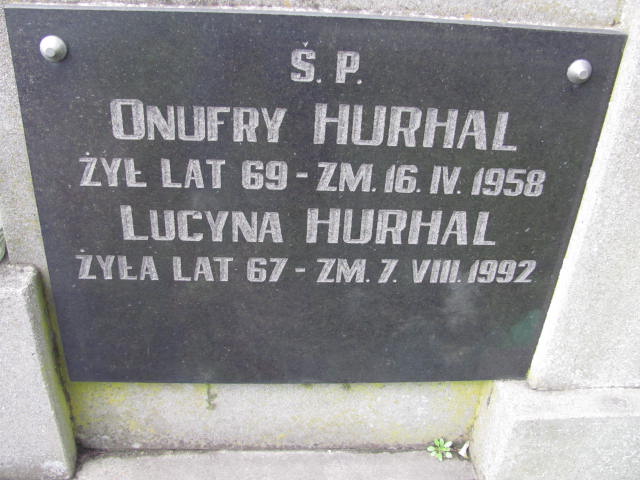 Ś. P.
ONUFRY HURHAL
ŻYŁ LAT 69 - ZM. 16. IV. 1958
LUCYNA HURHAL
ŻYŁA LAT 67 - ZM. 7. VIII. 1992